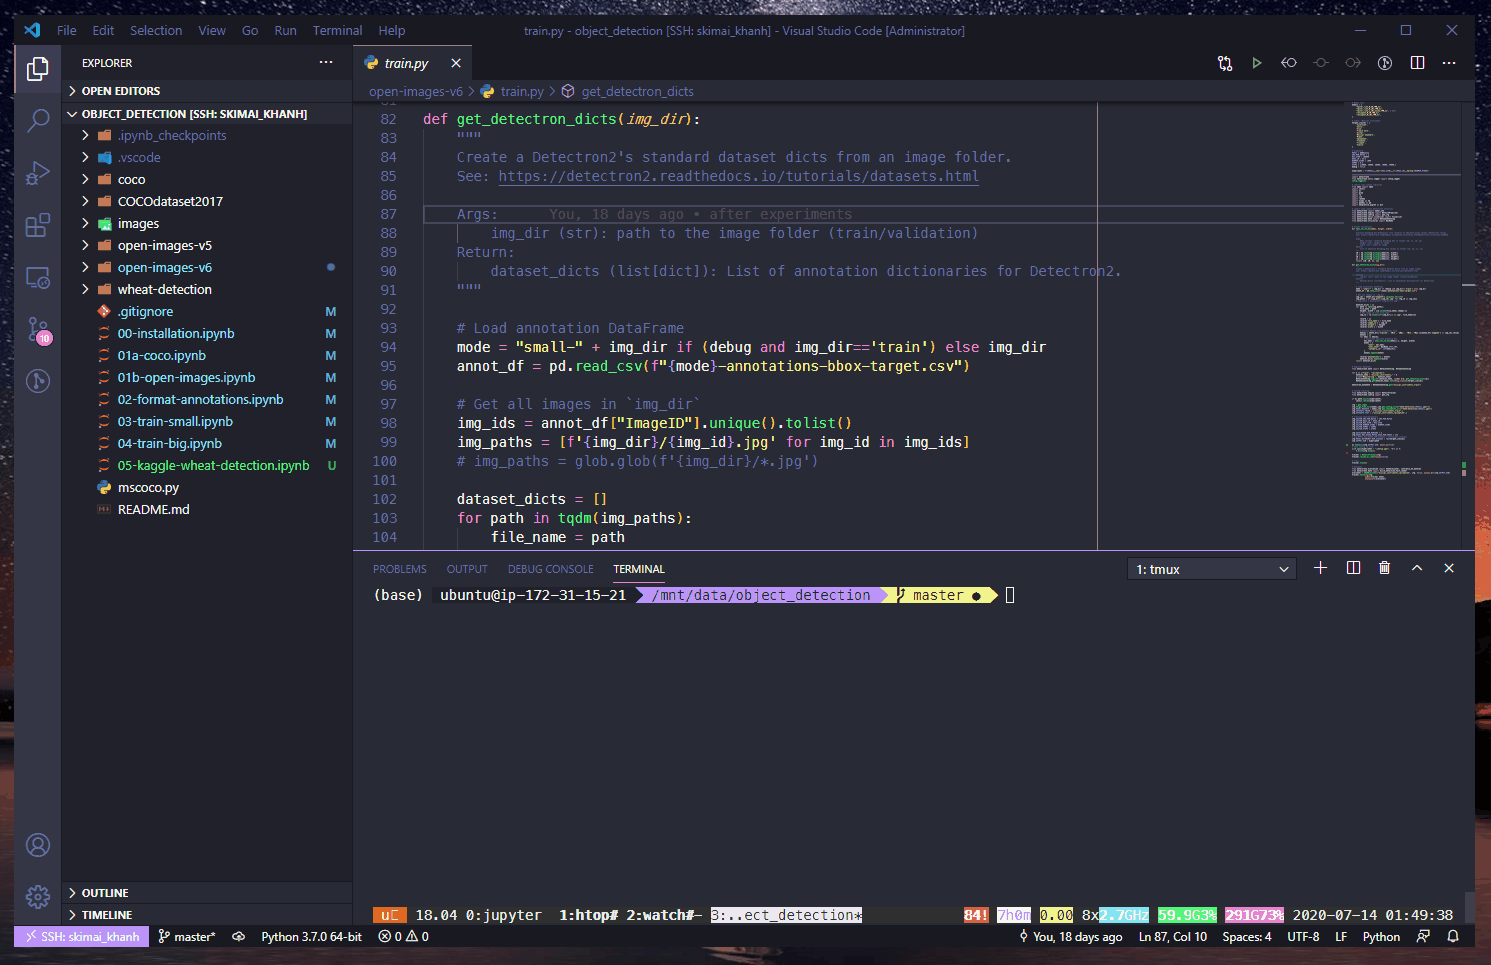 File Edit Selection View Go Run Terminal Help
train.py - object_detection [SSH: skimai_khanh] - Visual Studio Code [Administrator]
EXPLORER
OPEN EDITORS
OBJECT_DETECTION [SSH: SKIMAI_KHANH]
.ipynb_checkpoints
.vscode
coco
COCOdataset2017
images
open-images-v5
open-images-v6
wheat-detection
.gitignore M
00-installation.ipynb M
01a-coco.ipynb M
01b-open-images.ipynb M
02-format-annotations.ipynb M
03-train-small.ipynb M
04-train-big.ipynb M
05-kaggle-wheat-detection.ipynb U
mscoco.py
README.md
10
OUTLINE
TIMELINE
train.py
open-images-v6 > train.py > get_detectron_dicts
81
82 def get_detectron_dicts(img_dir):
83 """
84 Create a Detectron2's standard dataset dicts from an image folder.
85 See: https://detectron2.readthedocs.io/tutorials/datasets.html
86
87 Args: You, 18 days ago • after experiments
88 img_dir (str): path to the image folder (train/validation)
89 Return:
90 dataset_dicts (list[dict]): List of annotation dictionaries for Detectron2.
91 """
92
93 # Load annotation DataFrame
94 mode = "small-" + img_dir if (debug and img_dir=='train') else img_dir
95 annot_df = pd.read_csv(f"{mode}-annotations-bbox-target.csv")
96
97 # Get all images in `img_dir`
98 img_ids = annot_df["ImageID"].unique().tolist()
99 img_paths = [f'{img_dir}/{img_id}.jpg' for img_id in img_ids]
100 # img_paths = glob.glob(f'{img_dir}/*.jpg')
101
102 dataset_dicts = []
103 for path in tqdm(img_paths):
104 file_name = path
PROBLEMS OUTPUT DEBUG CONSOLE TERMINAL
1: tmux
(base) ubuntu@ip-172-31-15-21 /mnt/data/object_detection master ●
18.04 0:jupyter 1:htop# 2:watch#- 3:..ect_detection* 84! 7h0m 0.00 8x2.7GHz 59.9G3% 291G73% 2020-07-14 01:49:38
SSH: skimai_khanh master* Python 3.7.0 64-bit 0 0 You, 18 days ago Ln 87, Col 10 Spaces: 4 UTF-8 LF Python